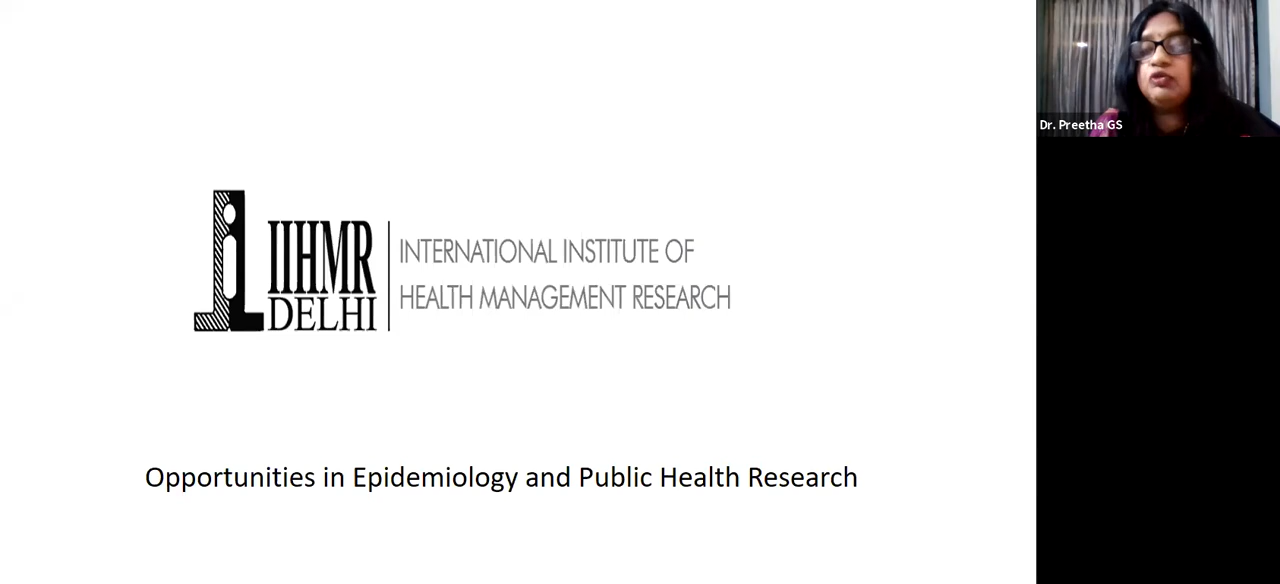 IIHMR
DELHI
INTERNATIONAL INSTITUTE OF
HEALTH MANAGEMENT RESEARCH
Opportunities in Epidemiology and Public Health Research
Dr. Preetha GS